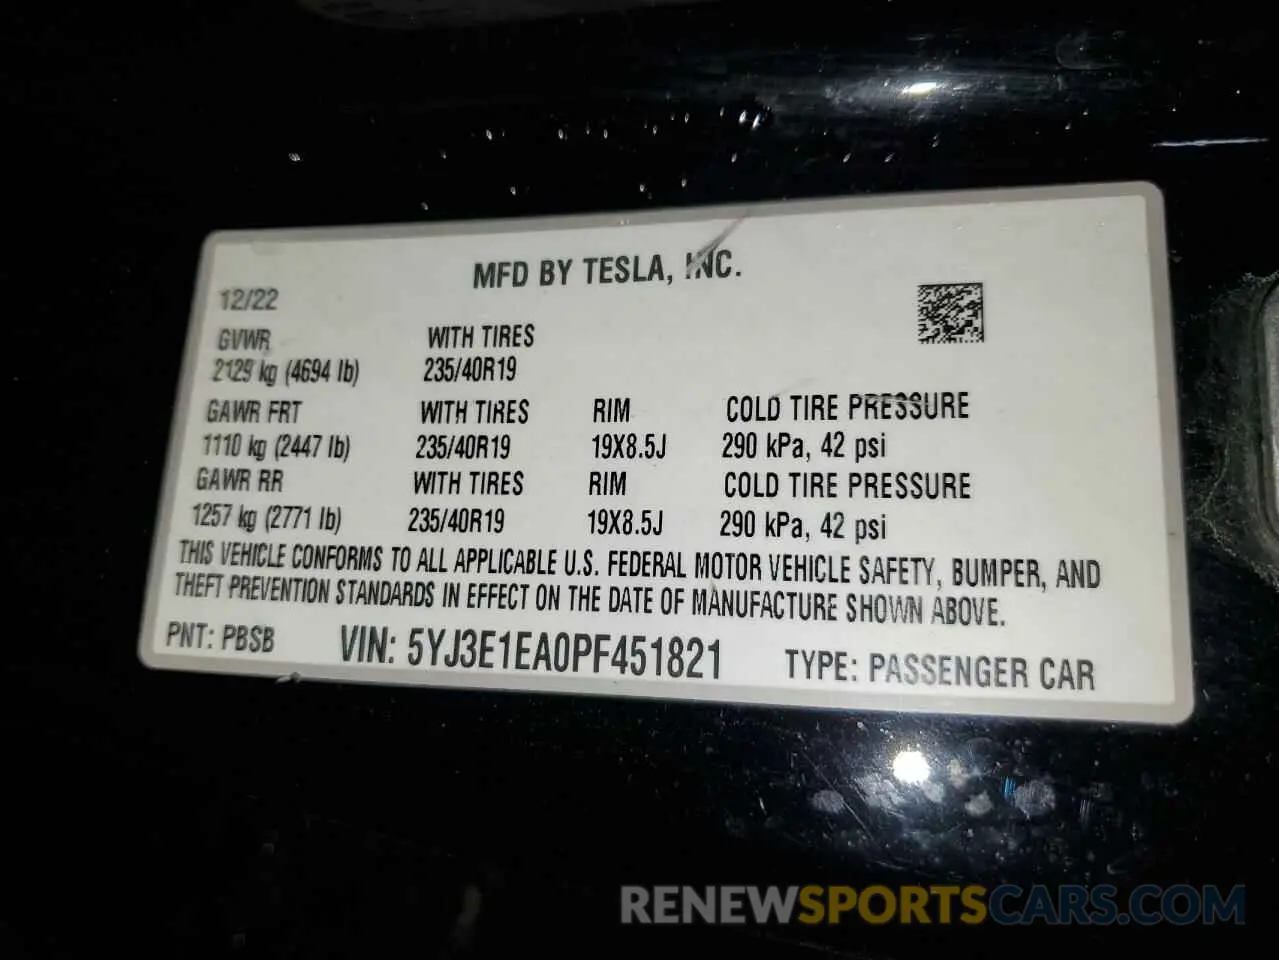 MFD BY TESLA, INC.
12/22
GVWR WITH TIRES
2129 kg (4694 lb) 235/40R19
GAWR FRT WITH TIRES RIM COLD TIRE PRESSURE
1110 kg (2447 lb) 235/40R19 19X8.5J 290 kPa, 42 psi
GAWR RR WITH TIRES RIM COLD TIRE PRESSURE
1257 kg (2771 lb) 235/40R19 19X8.5J 290 kPa, 42 psi
THIS VEHICLE CONFORMS TO ALL APPLICABLE U.S. FEDERAL MOTOR VEHICLE SAFETY, BUMPER, AND
THEFT PREVENTION STANDARDS IN EFFECT ON THE DATE OF MANUFACTURE SHOWN ABOVE.
PNT: PBSB VIN: 5YJ3E1EA0PF451821 TYPE: PASSENGER CAR
RENEWSPORTSCARS.COM